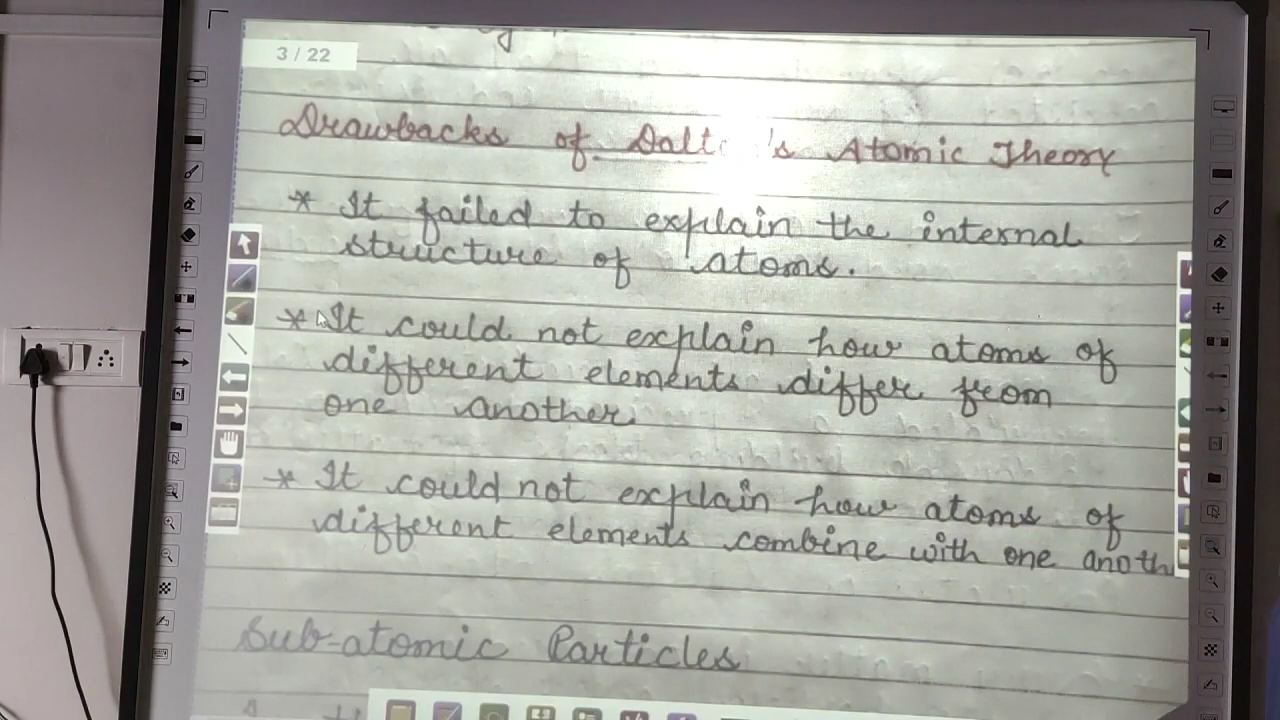 3 / 22
Drawbacks of Dalt 's Atomic Theory
* It failed to explain the internal
structure of atoms.
* It could not explain how atoms of
different elements differ from
one another
* It could not explain how atoms of
different elements combine with one anoth
Sub-atomic Particles